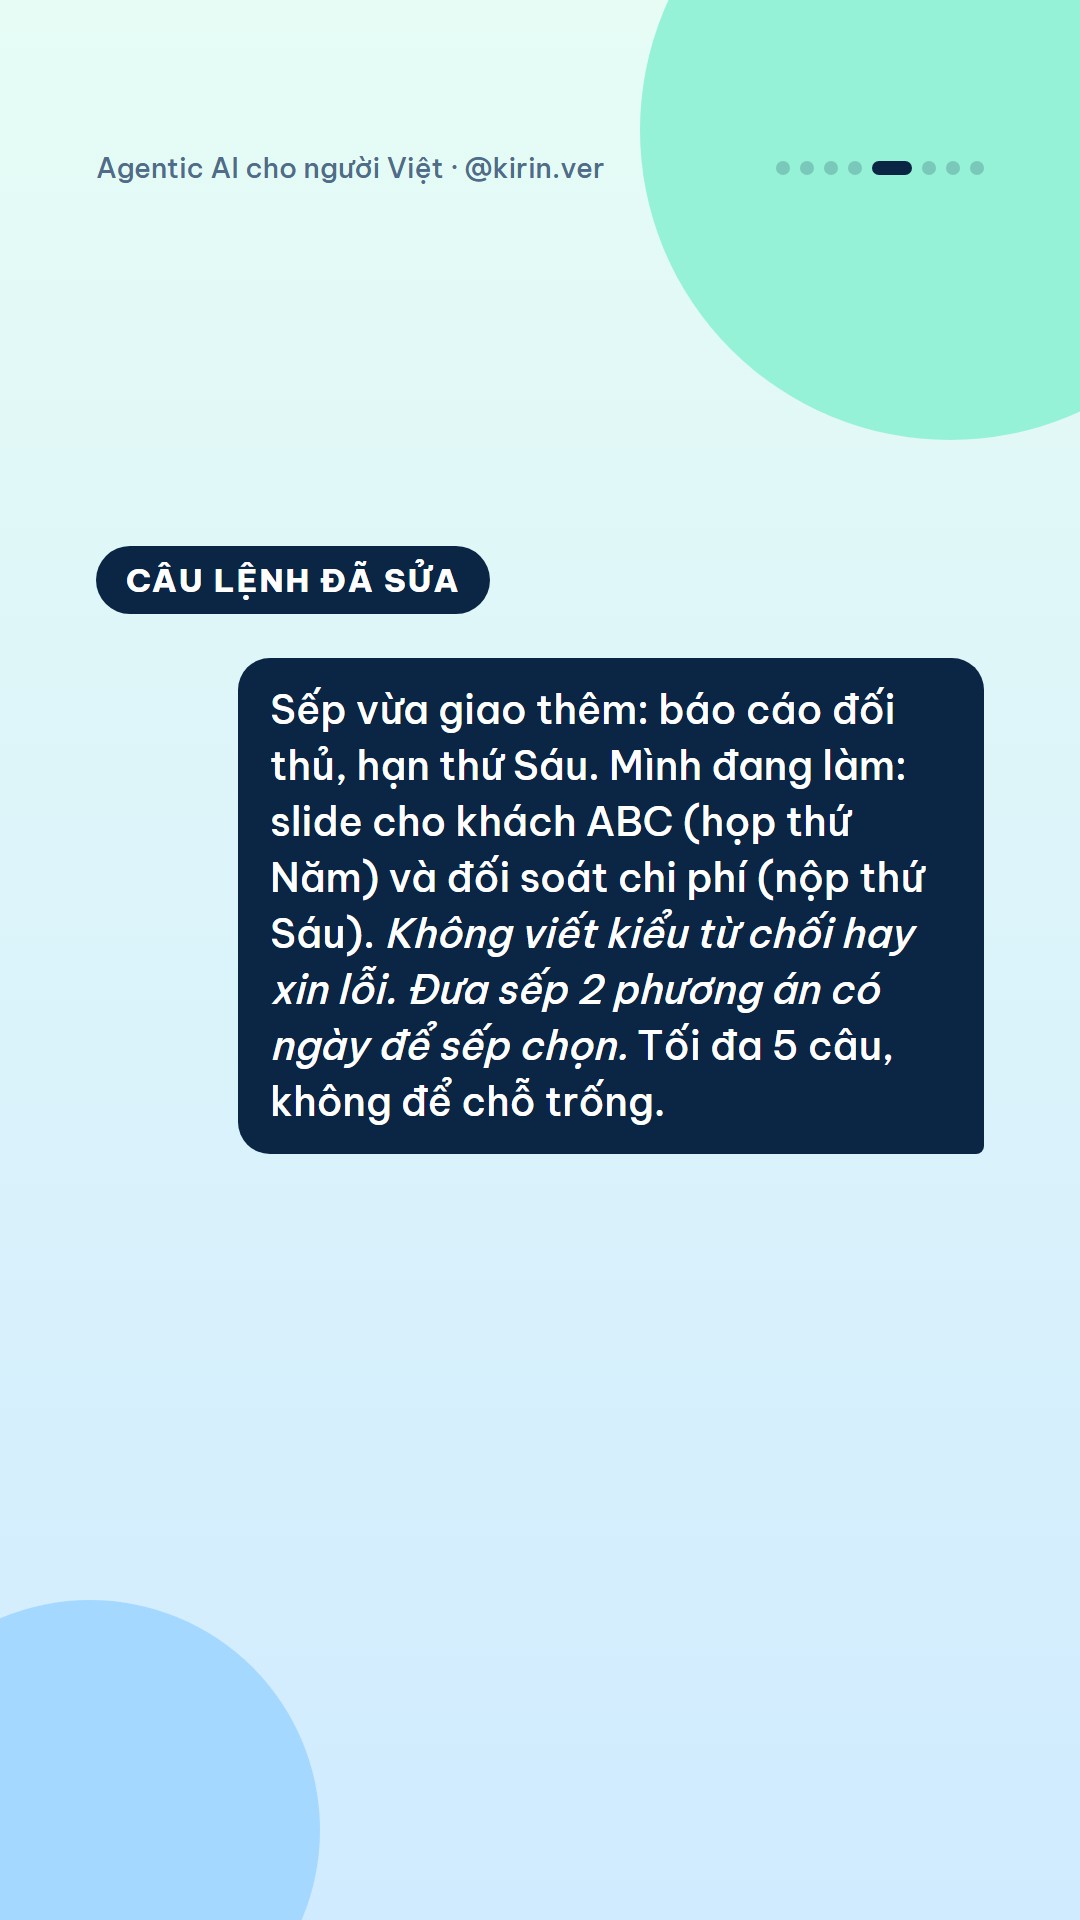 Agentic AI cho người Việt · @kirin.ver
CÂU LỆNH ĐÃ SỬA
Sếp vừa giao thêm: báo cáo đối
thủ, hạn thứ Sáu. Mình đang làm:
slide cho khách ABC (họp thứ
Năm) và đối soát chi phí (nộp thứ
Sáu). Không viết kiểu từ chối hay
xin lỗi. Đưa sếp 2 phương án có
ngày để sếp chọn. Tối đa 5 câu,
không để chỗ trống.